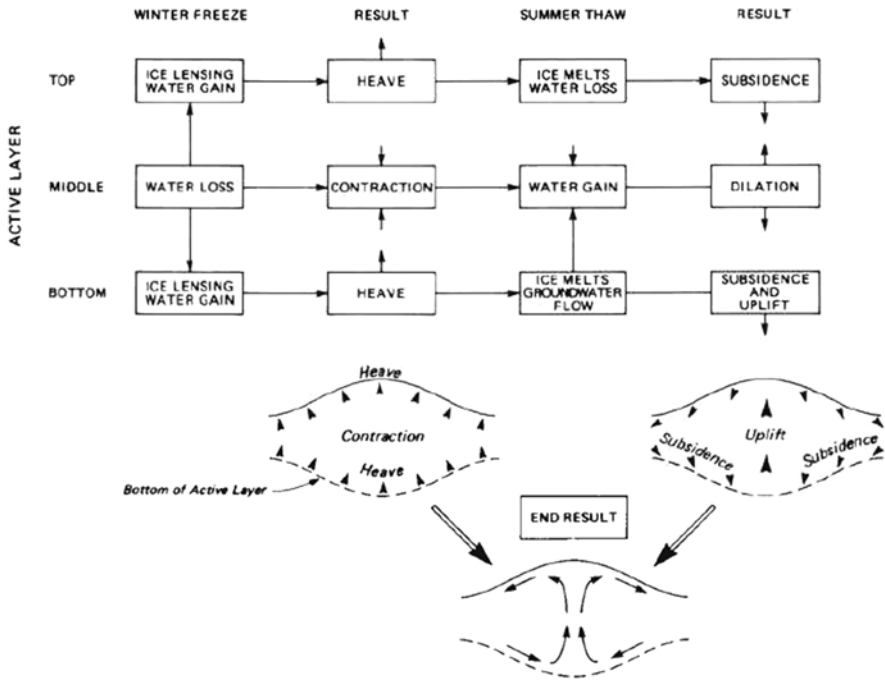 WINTER FREEZE RESULT SUMMER THAW RESULT
ACTIVE LAYER
TOP
ICE LENSING
WATER GAIN
HEAVE
ICE MELTS
WATER LOSS
SUBSIDENCE
MIDDLE
WATER LOSS
CONTRACTION
WATER GAIN
DILATION
BOTTOM
ICE LENSING
WATER GAIN
HEAVE
ICE MELTS
GROUNDWATER
FLOW
SUBSIDENCE
AND
UPLIFT
Heave
Contraction
Heave
Bottom of Active Layer
Uplift
Subsidence
Subsidence
END RESULT